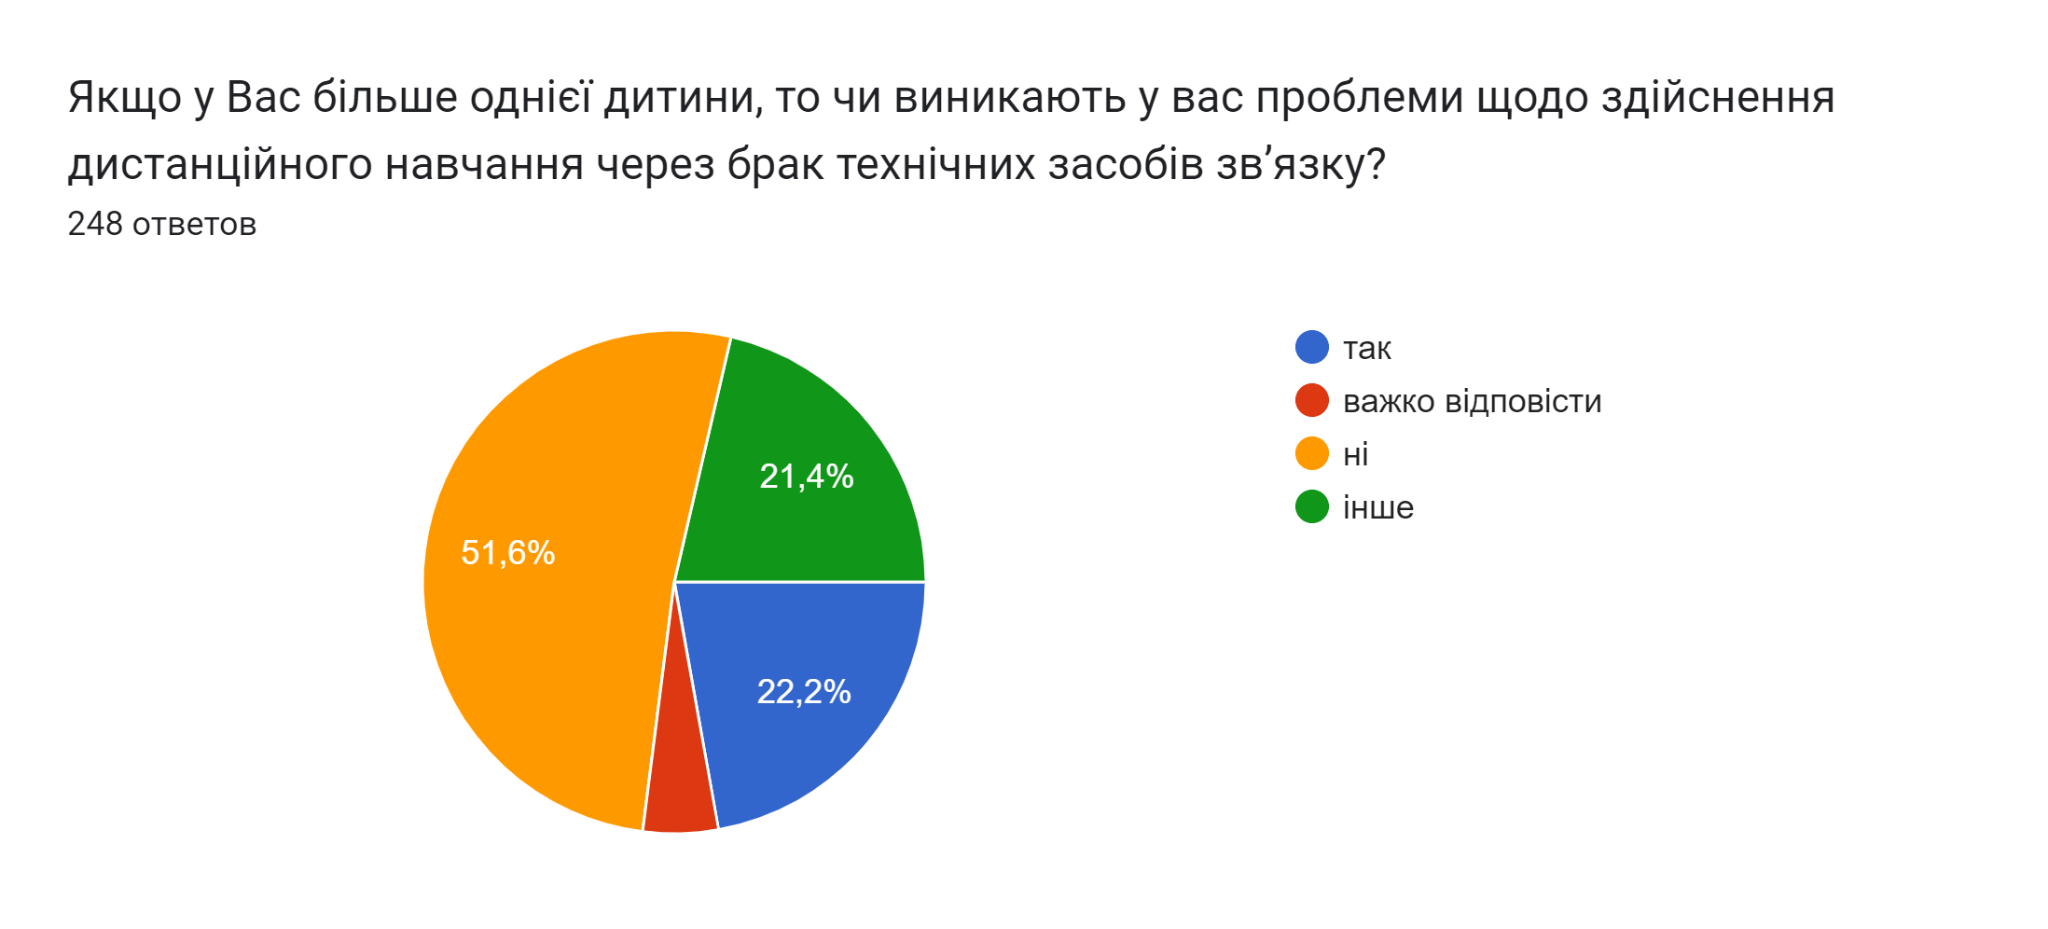 Якщо у Вас більше однієї дитини, то чи виникають у вас проблеми щодо здійснення
дистанційного навчання через брак технічних засобів зв’язку?
248 ответов
так
важко відповісти
ні
інше
21,4%
51,6%
22,2%